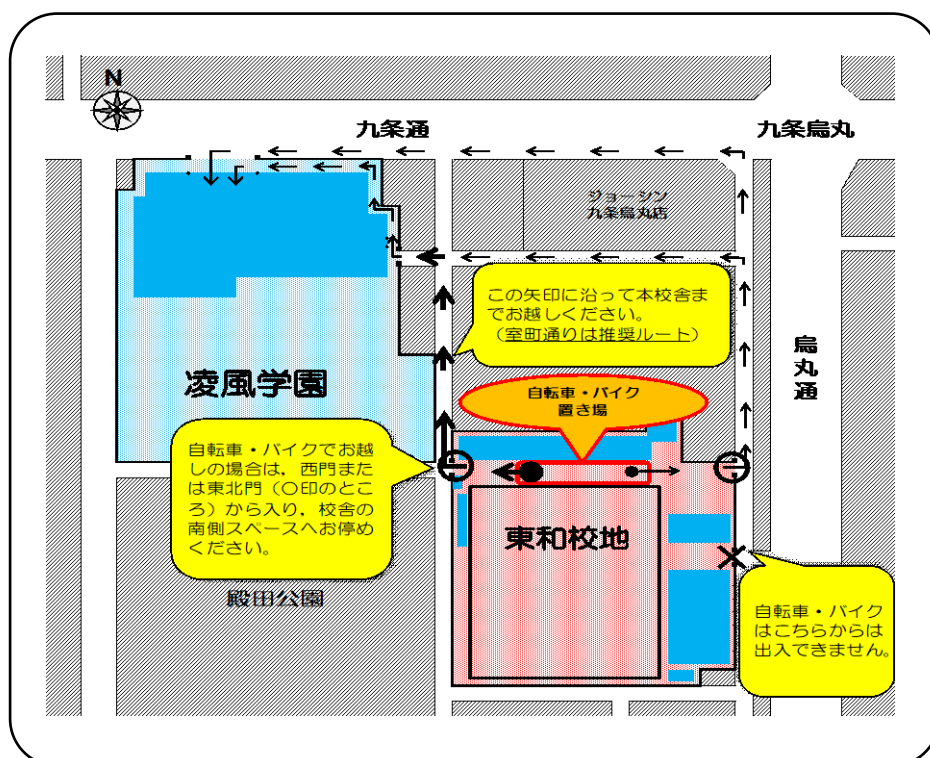 N
九条通
九条烏丸
ジョーシン
九条烏丸店
この矢印に沿って本校舎ま
でお越しください。
（室町通りは推奨ルート）
烏丸通
凌風学園
自転車・バイク
置き場
自転車・バイクでお越
しの場合は，西門また
は東北門（〇印のとこ
ろ）から入り，校舎の
南側スペースへお停め
ください。
東和校地
殿田公園
自転車・バイク
はこちらからは
出入できません。